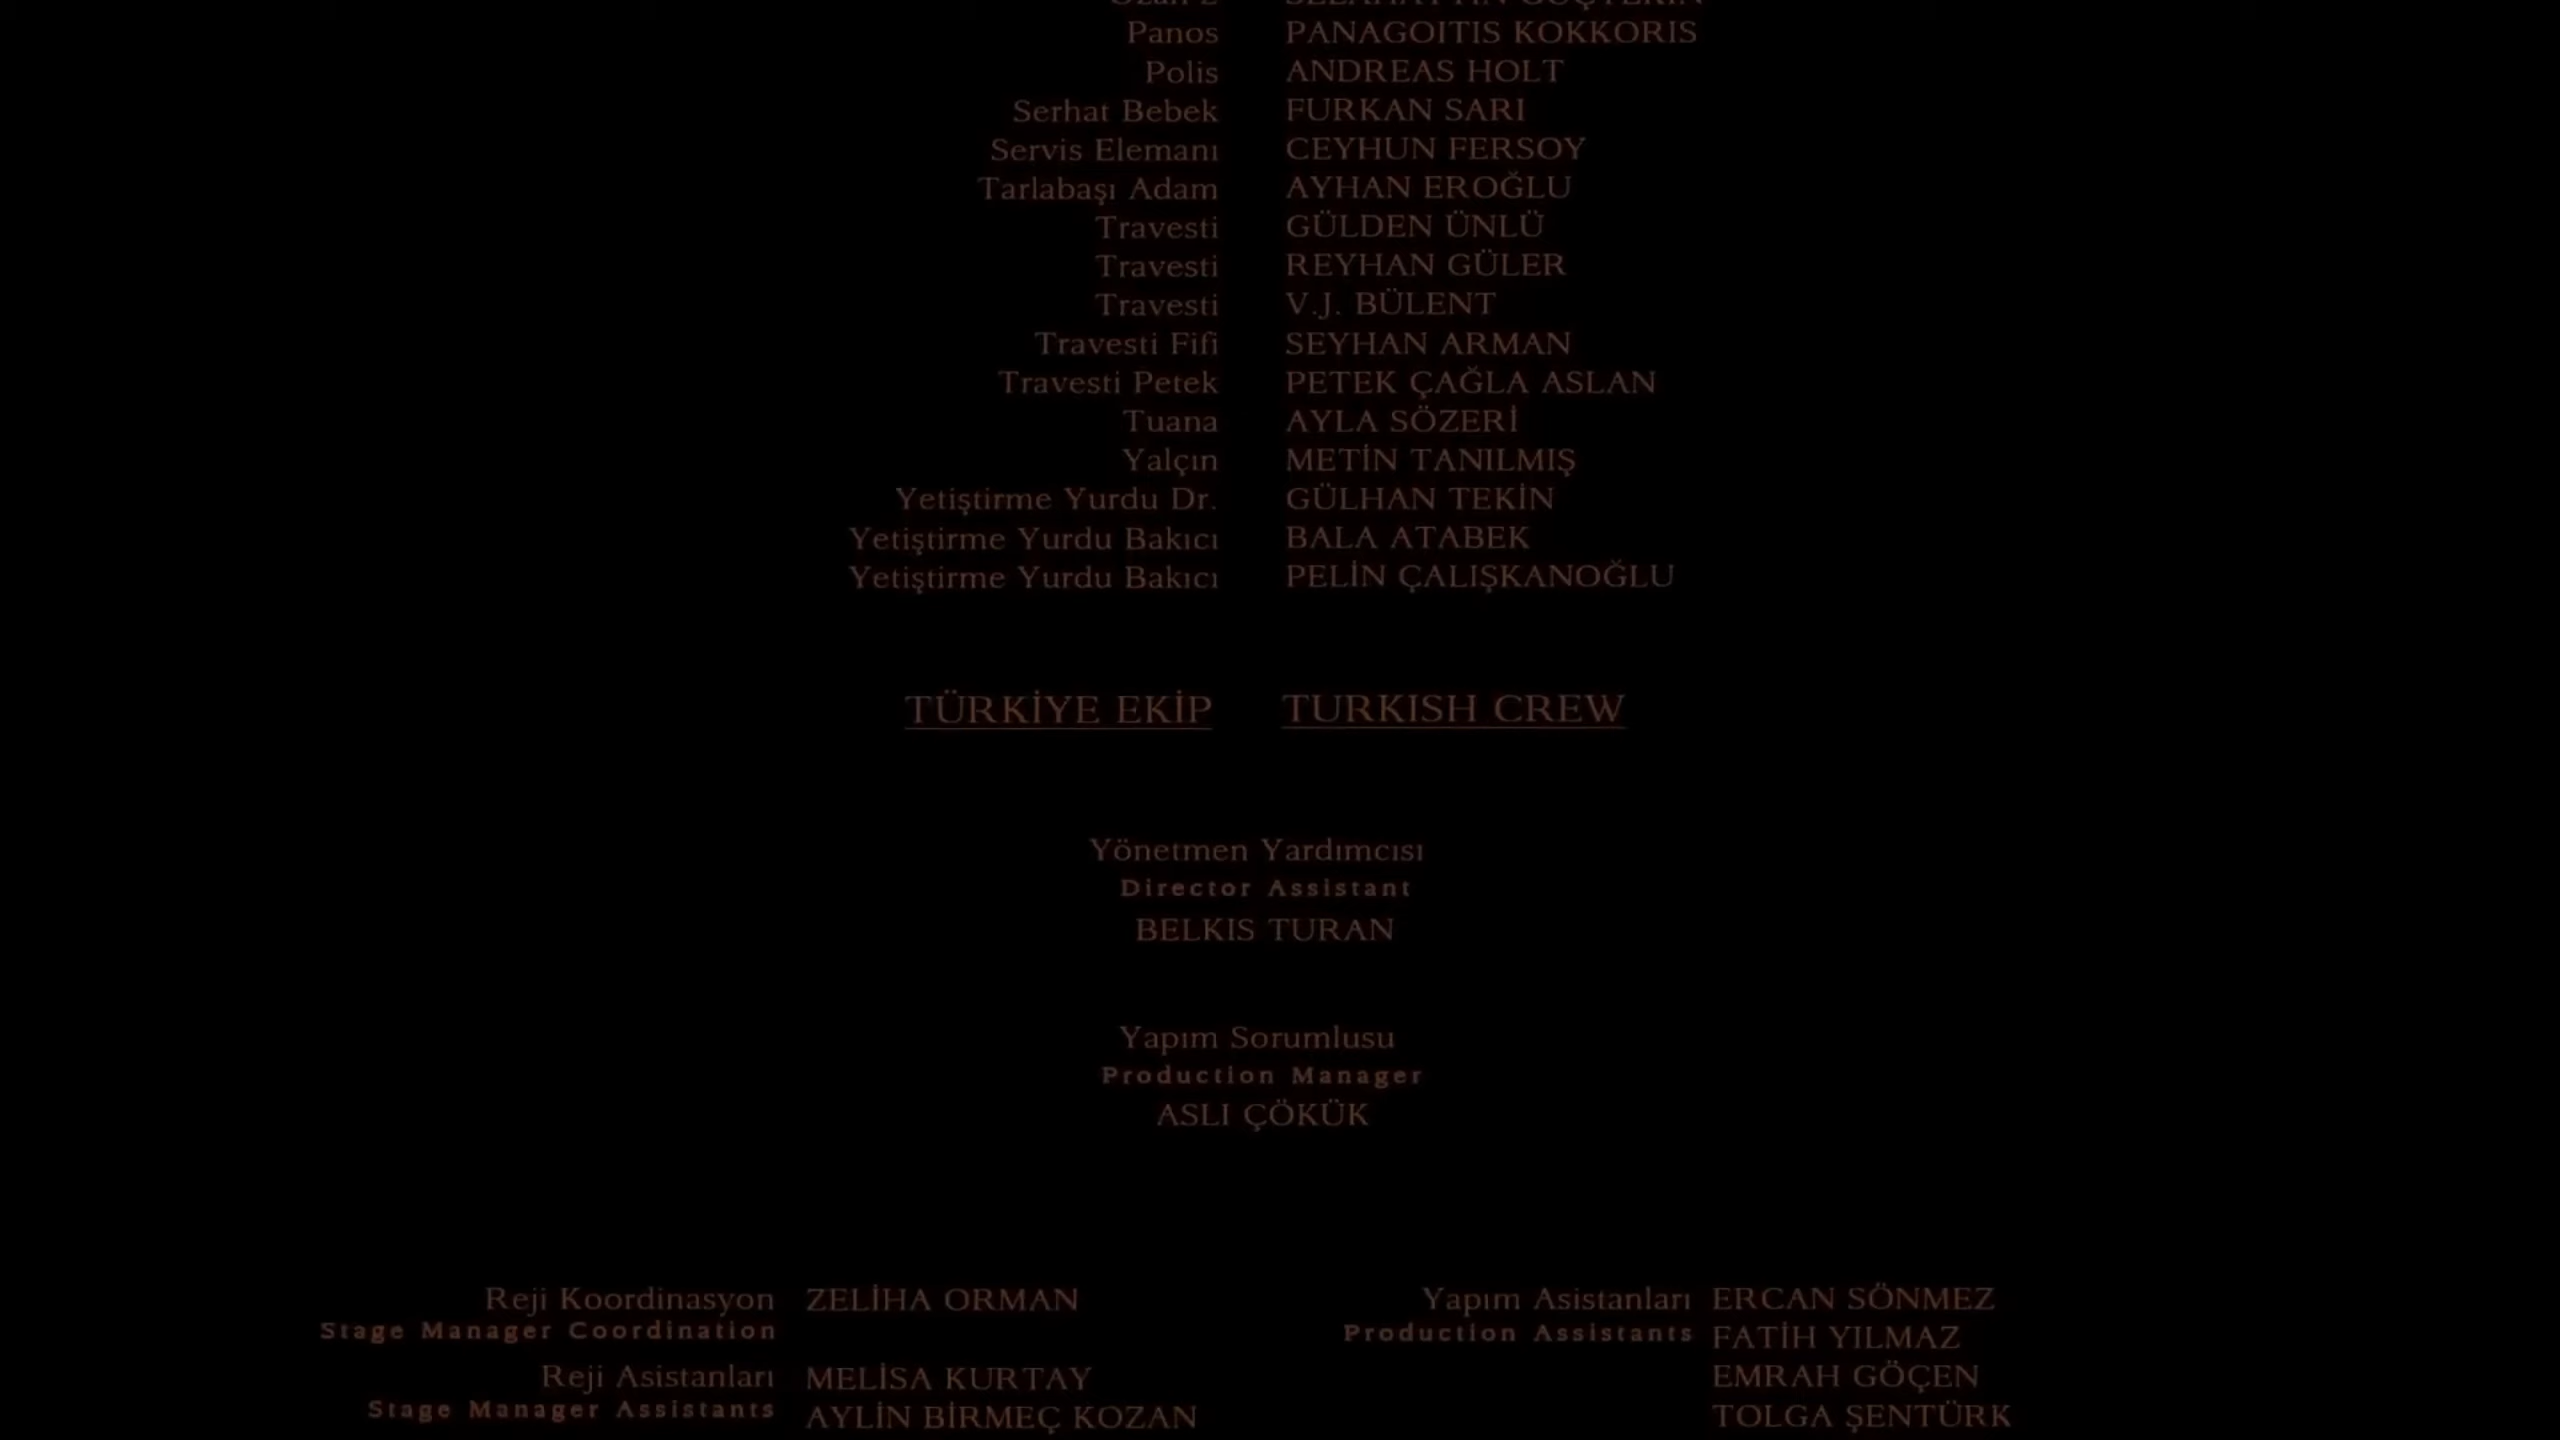 Panos PANAGOITIS KOKKORIS
Polis ANDREAS HOLT
Serhat Bebek FURKAN SARI
Servis Elemanı CEYHUN FERSOY
Tarlabaşı Adam AYHAN EROĞLU
Travesti GÜLDEN ÜNLÜ
Travesti REYHAN GÜLER
Travesti V.J. BÜLENT
Travesti Fifi SEYHAN ARMAN
Travesti Petek PETEK ÇAĞLA ASLAN
Tuana AYLA SÖZERİ
Yalçın METİN TANILMIŞ
Yetiştirme Yurdu Dr. GÜLHAN TEKİN
Yetiştirme Yurdu Bakıcı BALA ATABEK
Yetiştirme Yurdu Bakıcı PELİN ÇALIŞKANOĞLU
TÜRKİYE EKİP TURKISH CREW
Yönetmen Yardımcısı
Director Assistant
BELKIS TURAN
Yapım Sorumlusu
Production Manager
ASLI ÇÖKÜK
Reji Koordinasyon ZELİHA ORMAN
Stage Manager Coordination
Reji Asistanları MELİSA KURTAY
Stage Manager Assistants AYLİN BİRMEÇ KOZAN
Yapım Asistanları ERCAN SÖNMEZ
Production Assistants FATİH YILMAZ
EMRAH GÖÇEN
TOLGA ŞENTÜRK